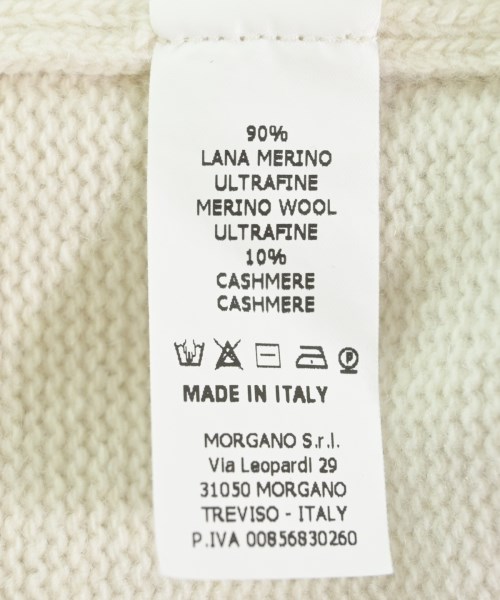 90%
LANA MERINO
ULTRAFINE
MERINO WOOL
ULTRAFINE
10%
CASHMERE
CASHMERE
P
MADE IN ITALY
MORGANO S.r.l.
Via Leopardi 29
31050 MORGANO
TREVISO - ITALY
P.IVA 00856830260